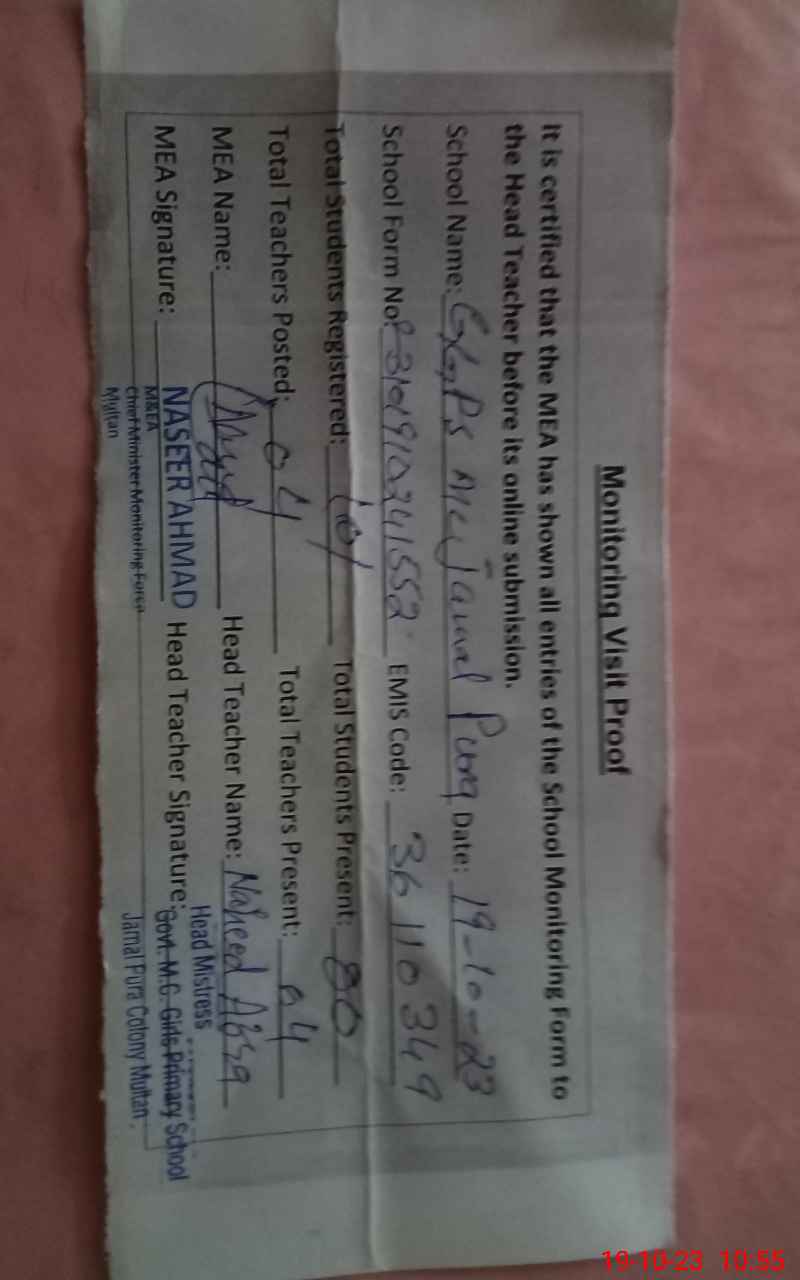 Monitoring Visit Proof
It is certified that the MEA has shown all entries of the School Monitoring Form to
the Head Teacher before its online submission.
School Name: PS Jamal Pura Date: 19-10-23
School Form No: EMIS Code: 36110349
Total Students Registered: 101 Total Students Present: 80
Total Teachers Posted: 04 Total Teachers Present: 04
MEA Name: Head Teacher Name: Naheed
MEA Signature: Head Teacher Signature:
NASEER AHMAD
M&EA
Chief Minister Monitoring Force
Multan
Head Mistress
Govt. M.C. Girls Primary School
Jamal Pura Colony Multan.
19-10-23 10:55